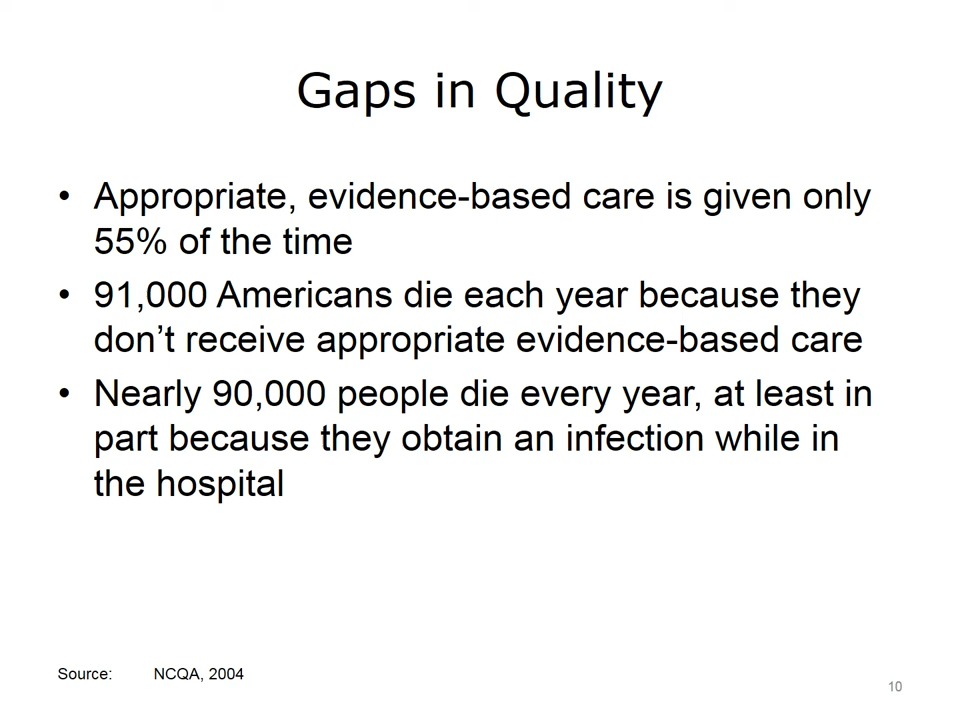 Gaps in Quality
• Appropriate, evidence-based care is given only
55% of the time
• 91,000 Americans die each year because they
don’t receive appropriate evidence-based care
• Nearly 90,000 people die every year, at least in
part because they obtain an infection while in
the hospital
Source: NCQA, 2004
10